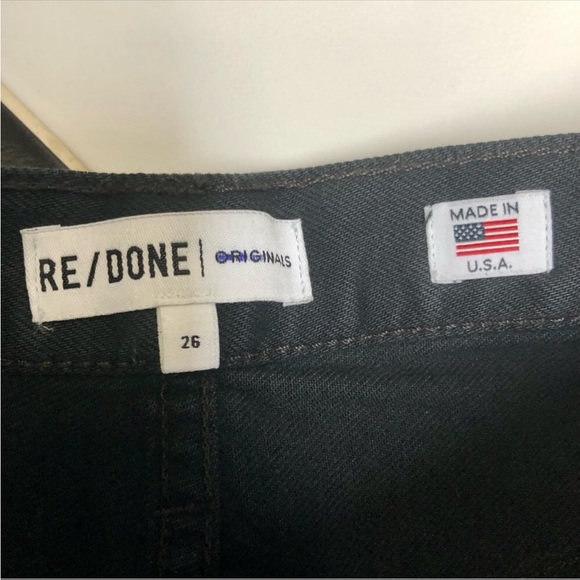 RE/DONE | ORIGINALS
26
MADE IN
U.S.A.